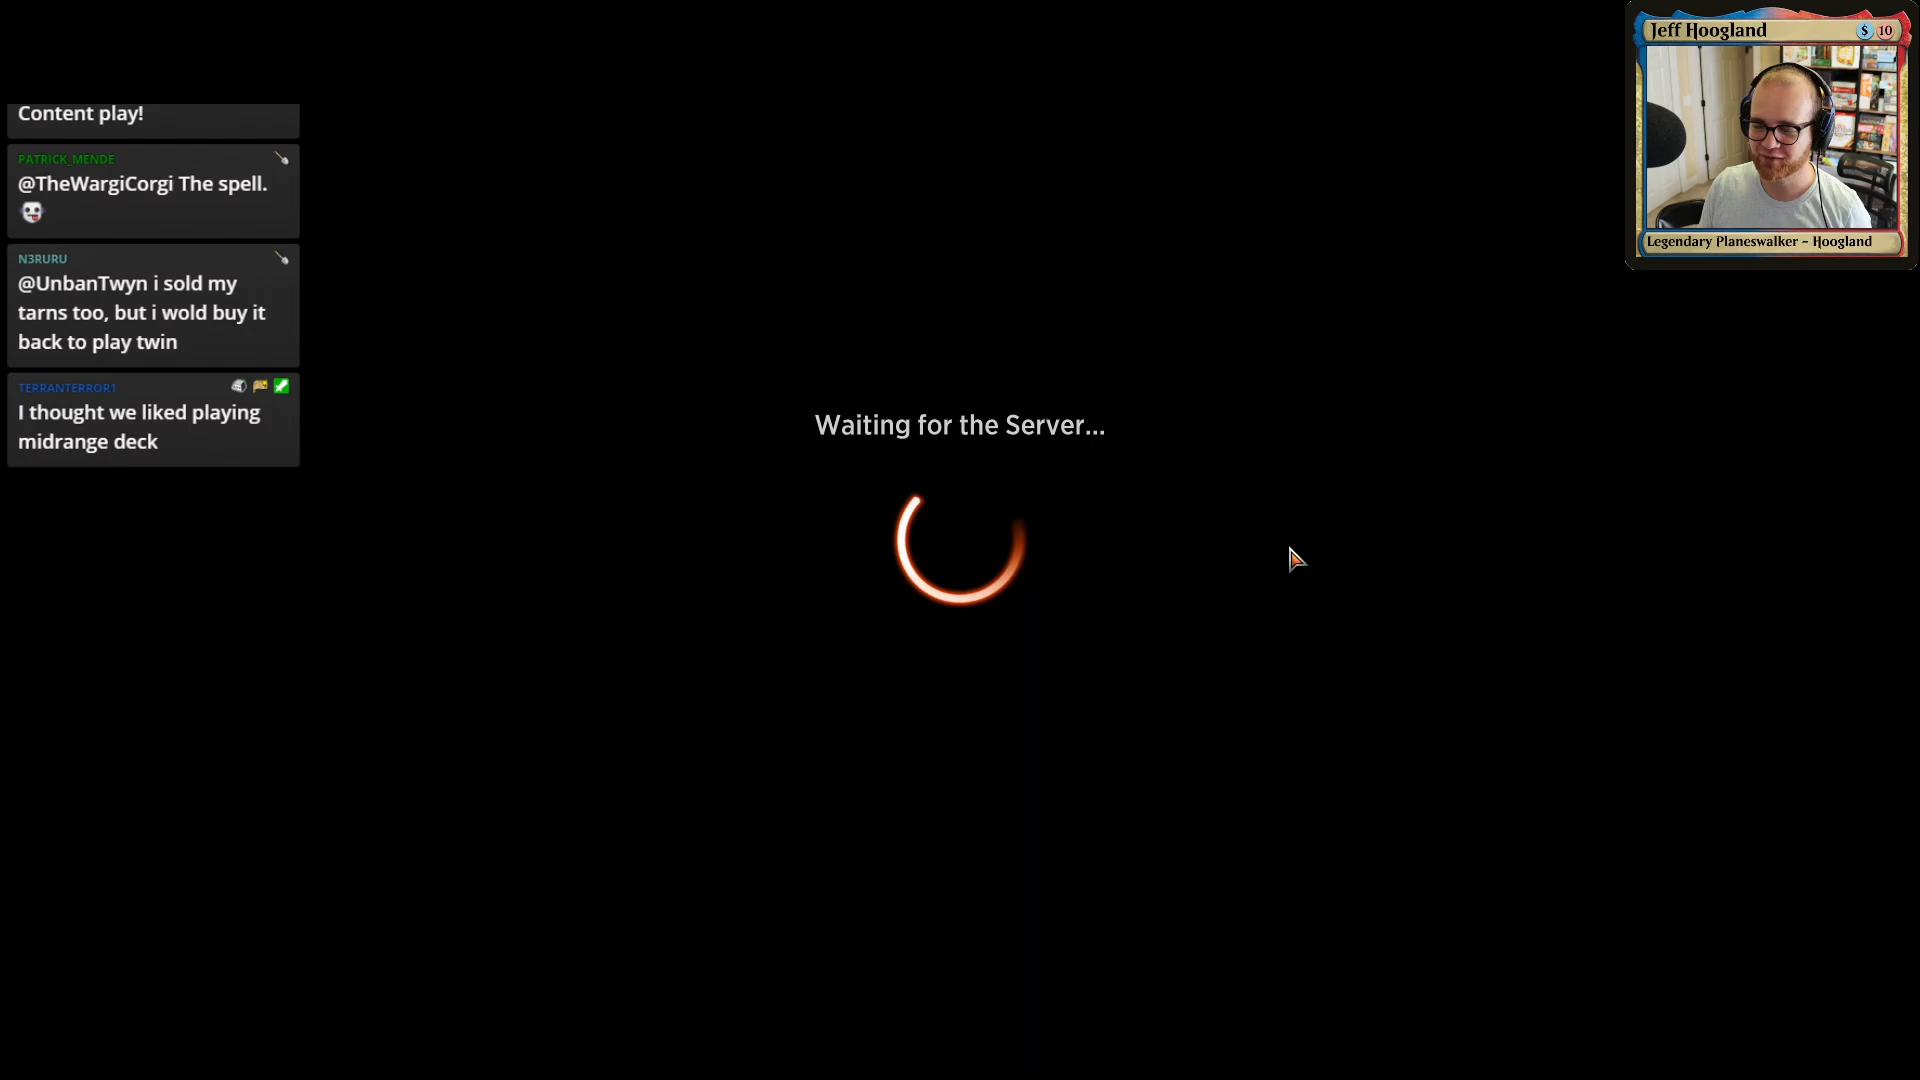 Jeff Hoogland
$ 10
Legendary Planeswalker – Hoogland
Content play!
PATRICK_MENDE
@TheWargiCorgi The spell.
N3RURU
@UnbanTwyn i sold my
tarns too, but i wold buy it
back to play twin
TERRANTERROR1
I thought we liked playing
midrange deck
Waiting for the Server...